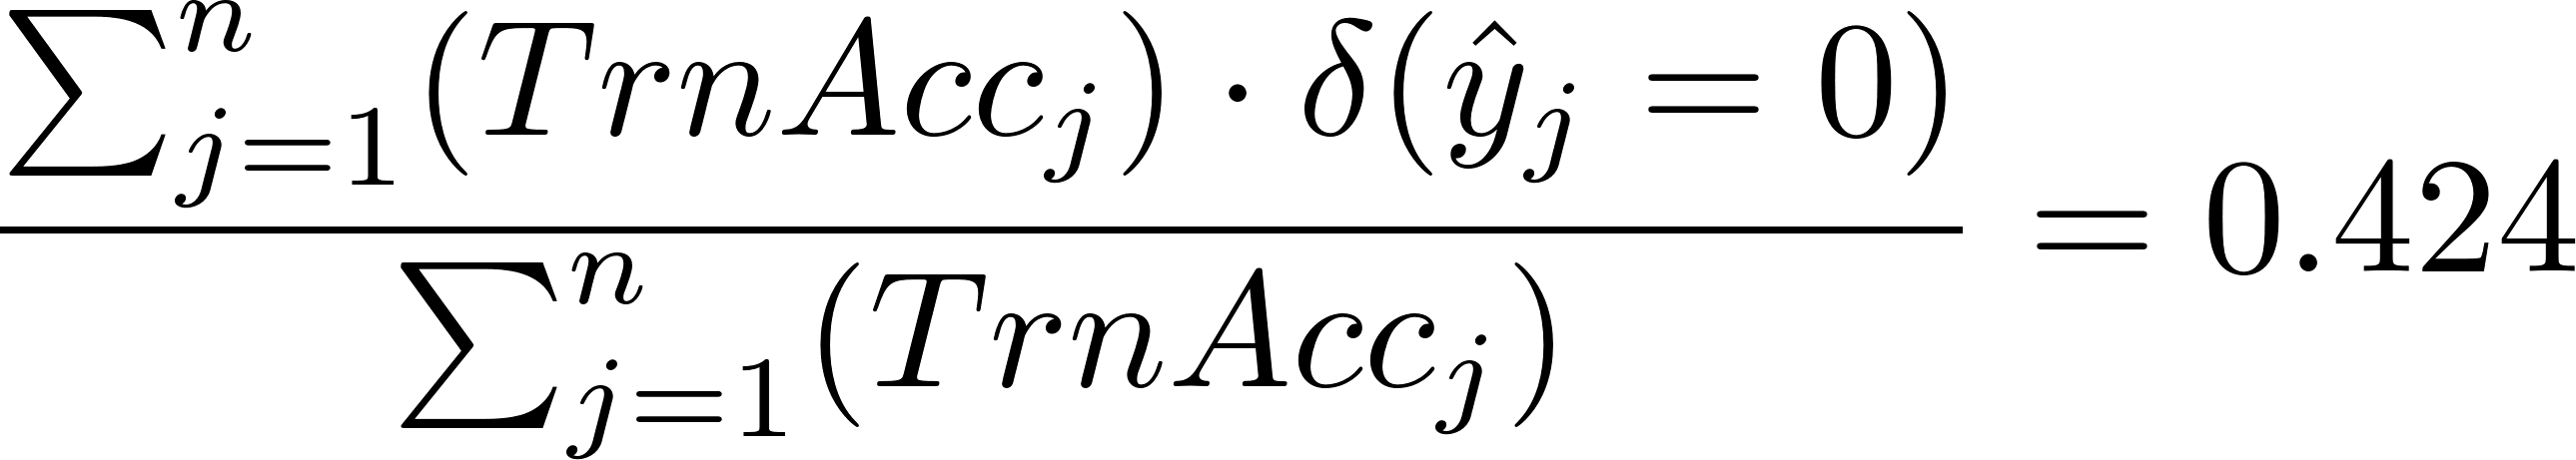 \frac{\sum_{j=1}^{n}(TrnAcc_j) \cdot \delta(\hat{y}_j = 0)}{\sum_{j=1}^{n}(TrnAcc_j)} = 0.424